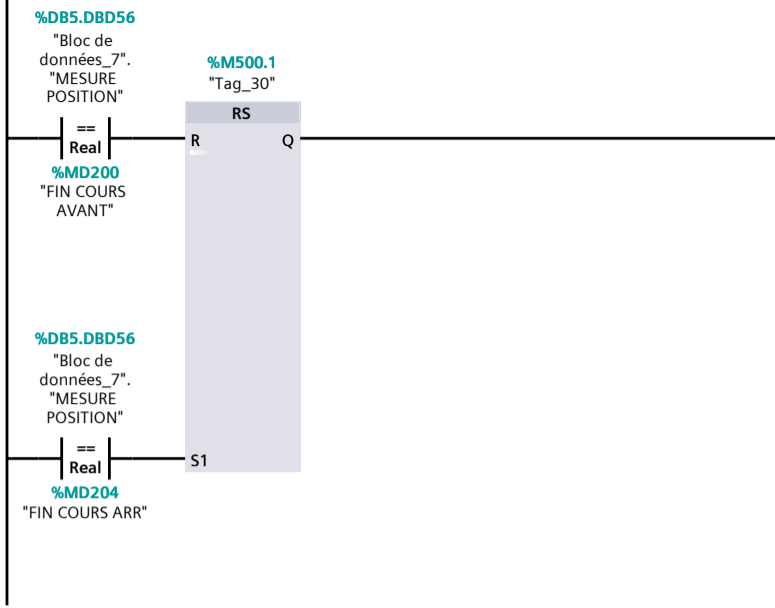 %DB5.DBD56
"Bloc de
données_7".
"MESURE
POSITION"
==
Real
%MD200
"FIN COURS
AVANT"
%M500.1
"Tag_30"
RS
R
Q
%DB5.DBD56
"Bloc de
données_7".
"MESURE
POSITION"
==
Real
%MD204
"FIN COURS ARR"
S1